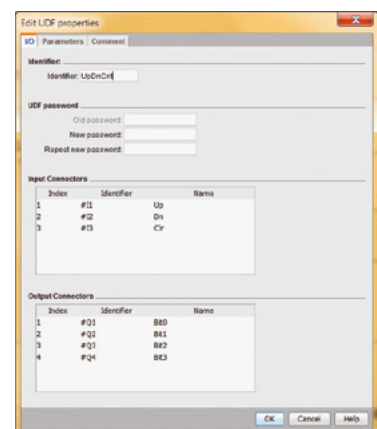 Edit UDF properties
I/O Parameters Comment
Identifier:
Identifier: UpDnCnt
UDF password
Old password:
New password:
Repeat new password:
Input Connectors
Index Identifier Name
1 #I1 Up
2 #I2 Dn
3 #I3 Clr
Output Connectors
Index Identifier Name
1 #Q1 Bit0
2 #Q2 Bit1
3 #Q3 Bit2
4 #Q4 Bit3
OK Cancel Help